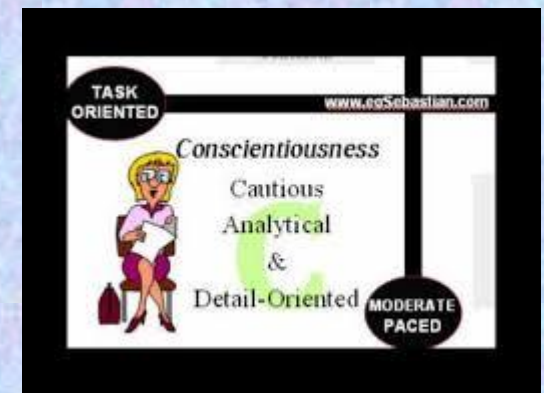 TASK
ORIENTED
www.egSebastian.com
Conscientiousness
Cautious
Analytical
&
Detail-Oriented
C
MODERATE
PACED